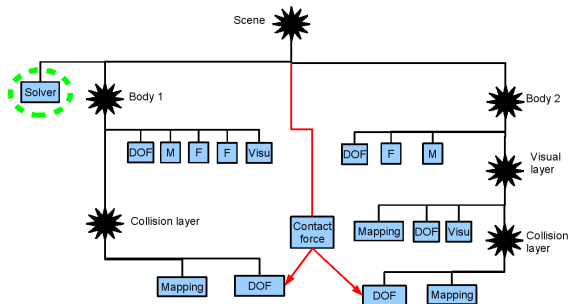 Scene
Solver
Body 1
Body 2
DOF M F F Visu
DOF F M
Visual
layer
Mapping DOF Visu
Collision layer
Contact
force
Collision
layer
Mapping DOF
DOF Mapping